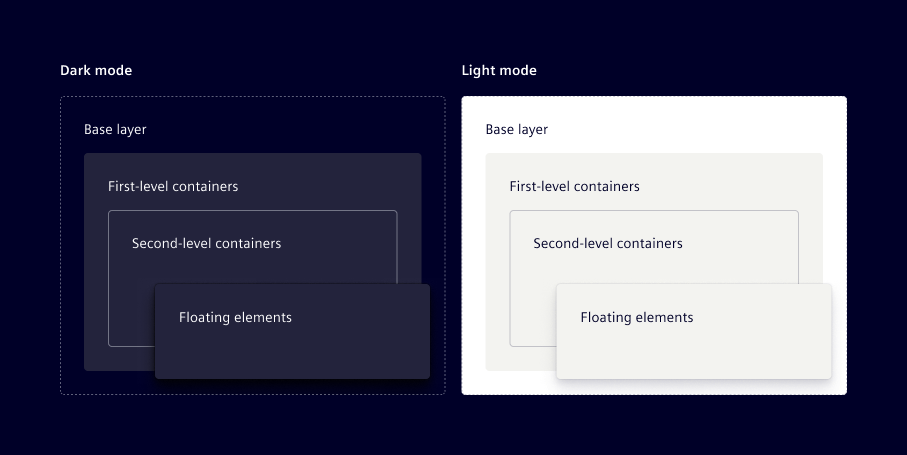 Dark mode
Base layer
First-level containers
Second-level containers
Floating elements
Light mode
Base layer
First-level containers
Second-level containers
Floating elements